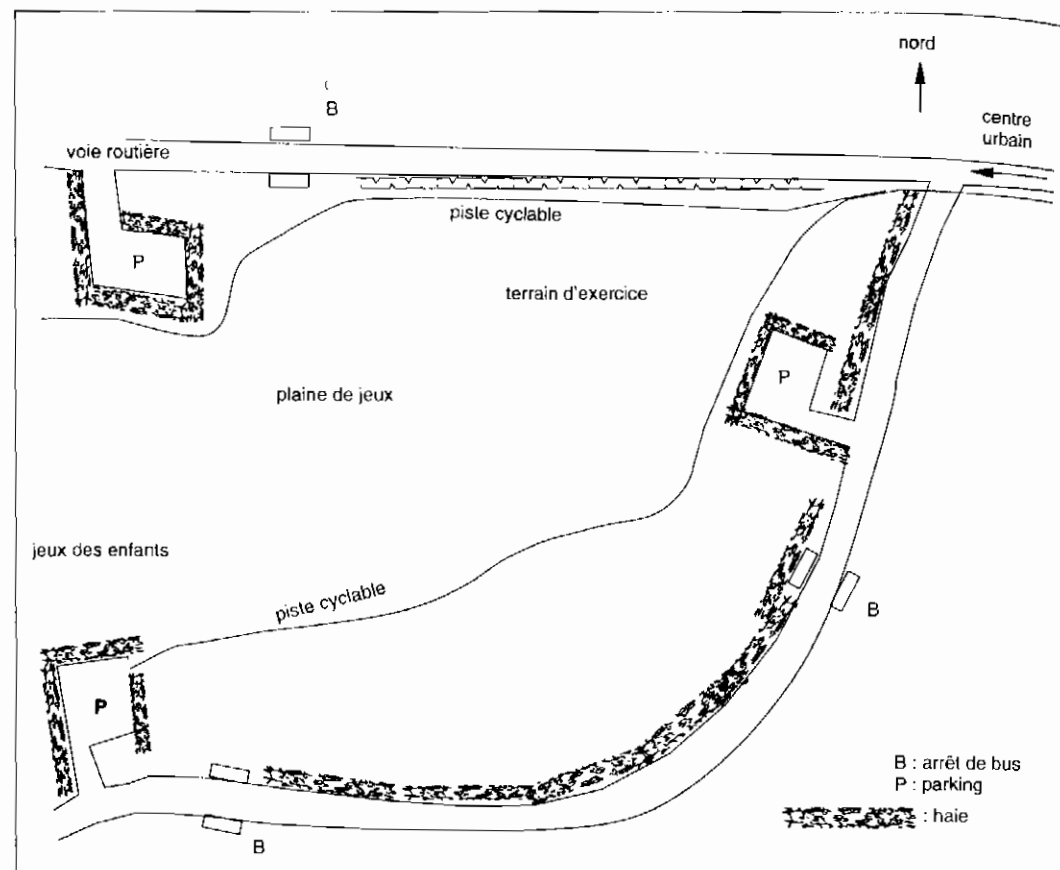 nord
B
centre
urbain
voie routière
piste cyclable
P
terrain d'exercice
P
plaine de jeux
jeux des enfants
piste cyclable
B
P
B : arrêt de bus
P : parking
: haie
B